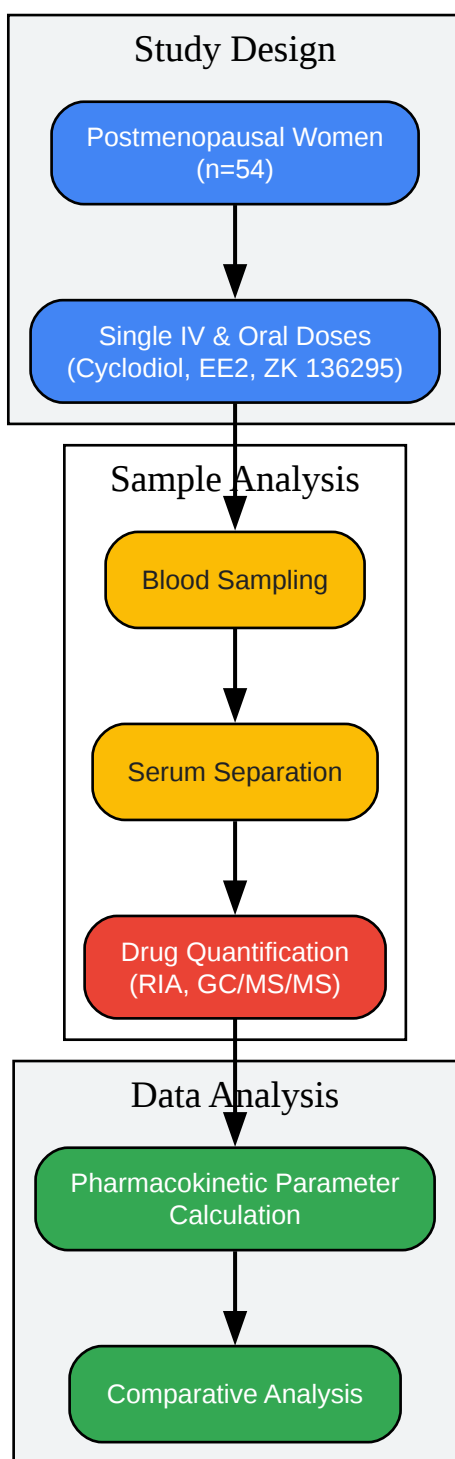 Study Design
Postmenopausal Women
(n=54)
Single IV & Oral Doses
(Cyclodiol, EE2, ZK 136295)
Sample Analysis
Blood Sampling
Serum Separation
Drug Quantification
(RIA, GC/MS/MS)
Data Analysis
Pharmacokinetic Parameter
Calculation
Comparative Analysis